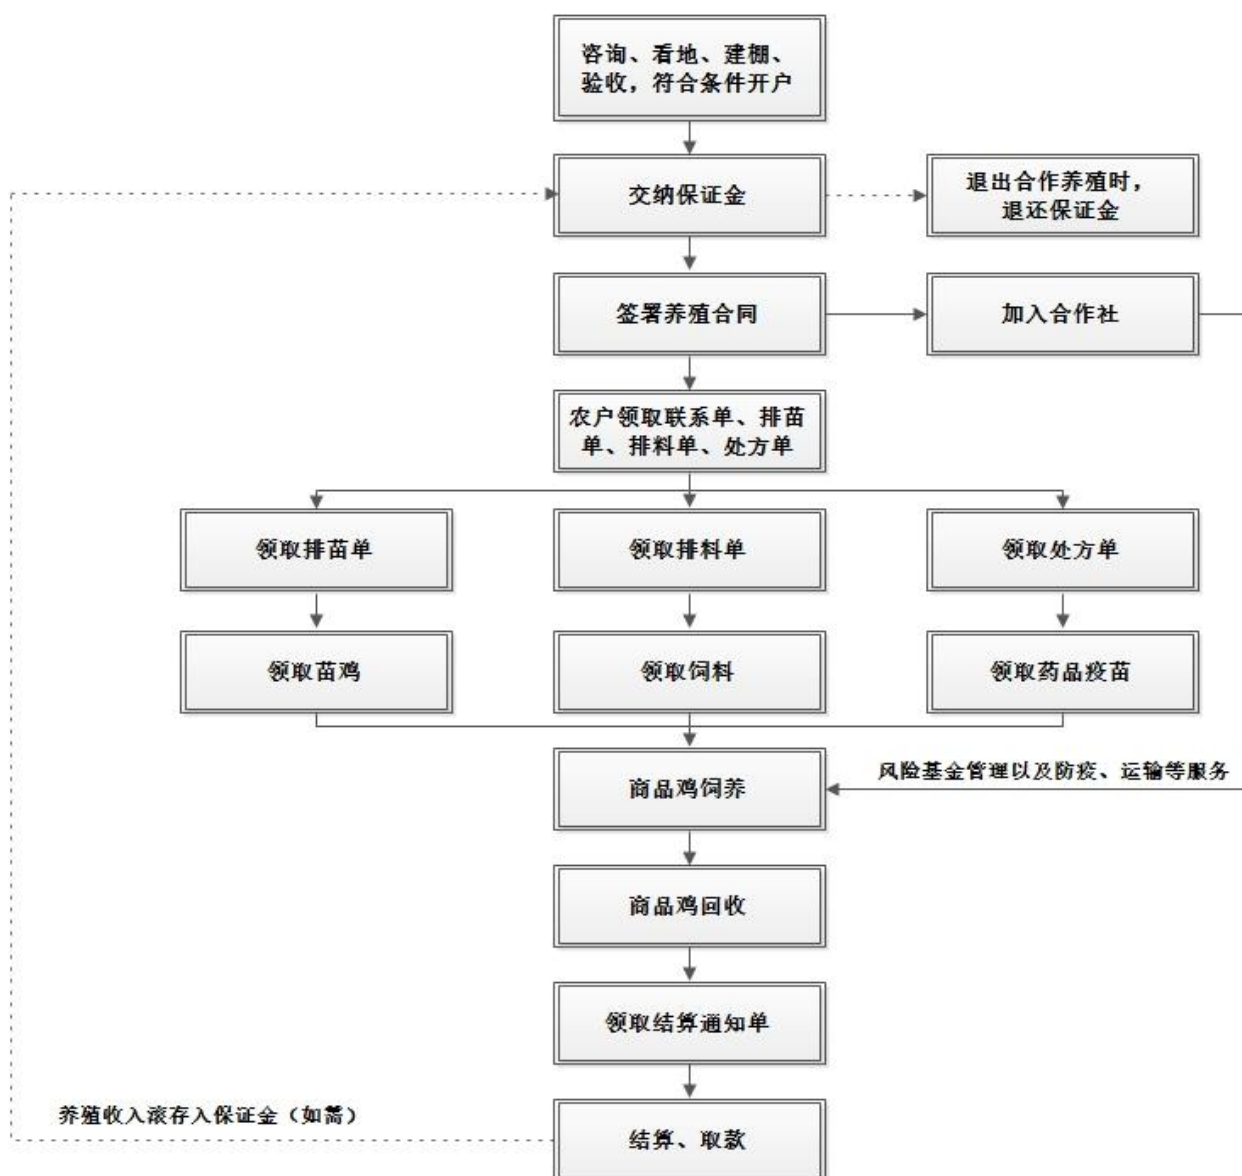 咨询、看地、建棚、
验收，符合条件开户
交纳保证金
退出合作养殖时，
退还保证金
签署养殖合同
加入合作社
农户领取联系单、排苗
单、排料单、处方单
领取排苗单
领取排料单
领取处方单
领取苗鸡
领取饲料
领取药品疫苗
商品鸡饲养
风险基金管理以及防疫、运输等服务
商品鸡回收
领取结算通知单
养殖收入滚存入保证金（如需）
结算、取款